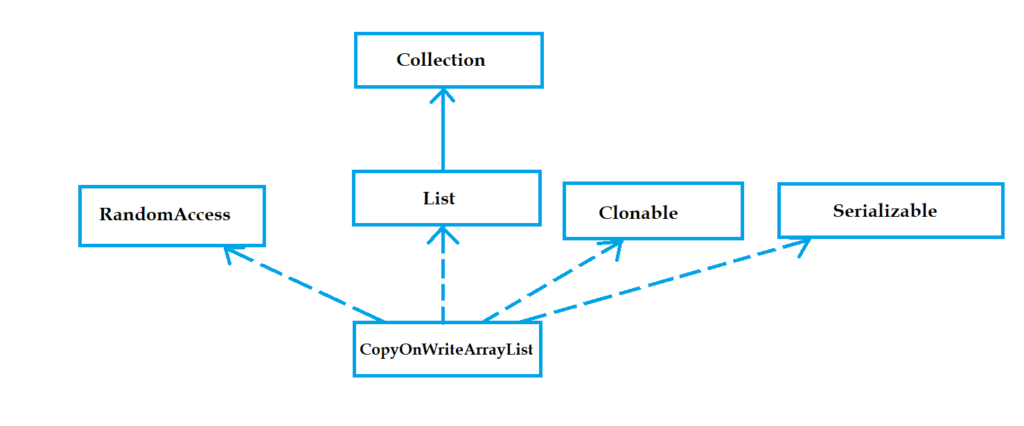 Collection
List
RandomAccess
Clonable
Serializable
CopyOnWriteArrayList